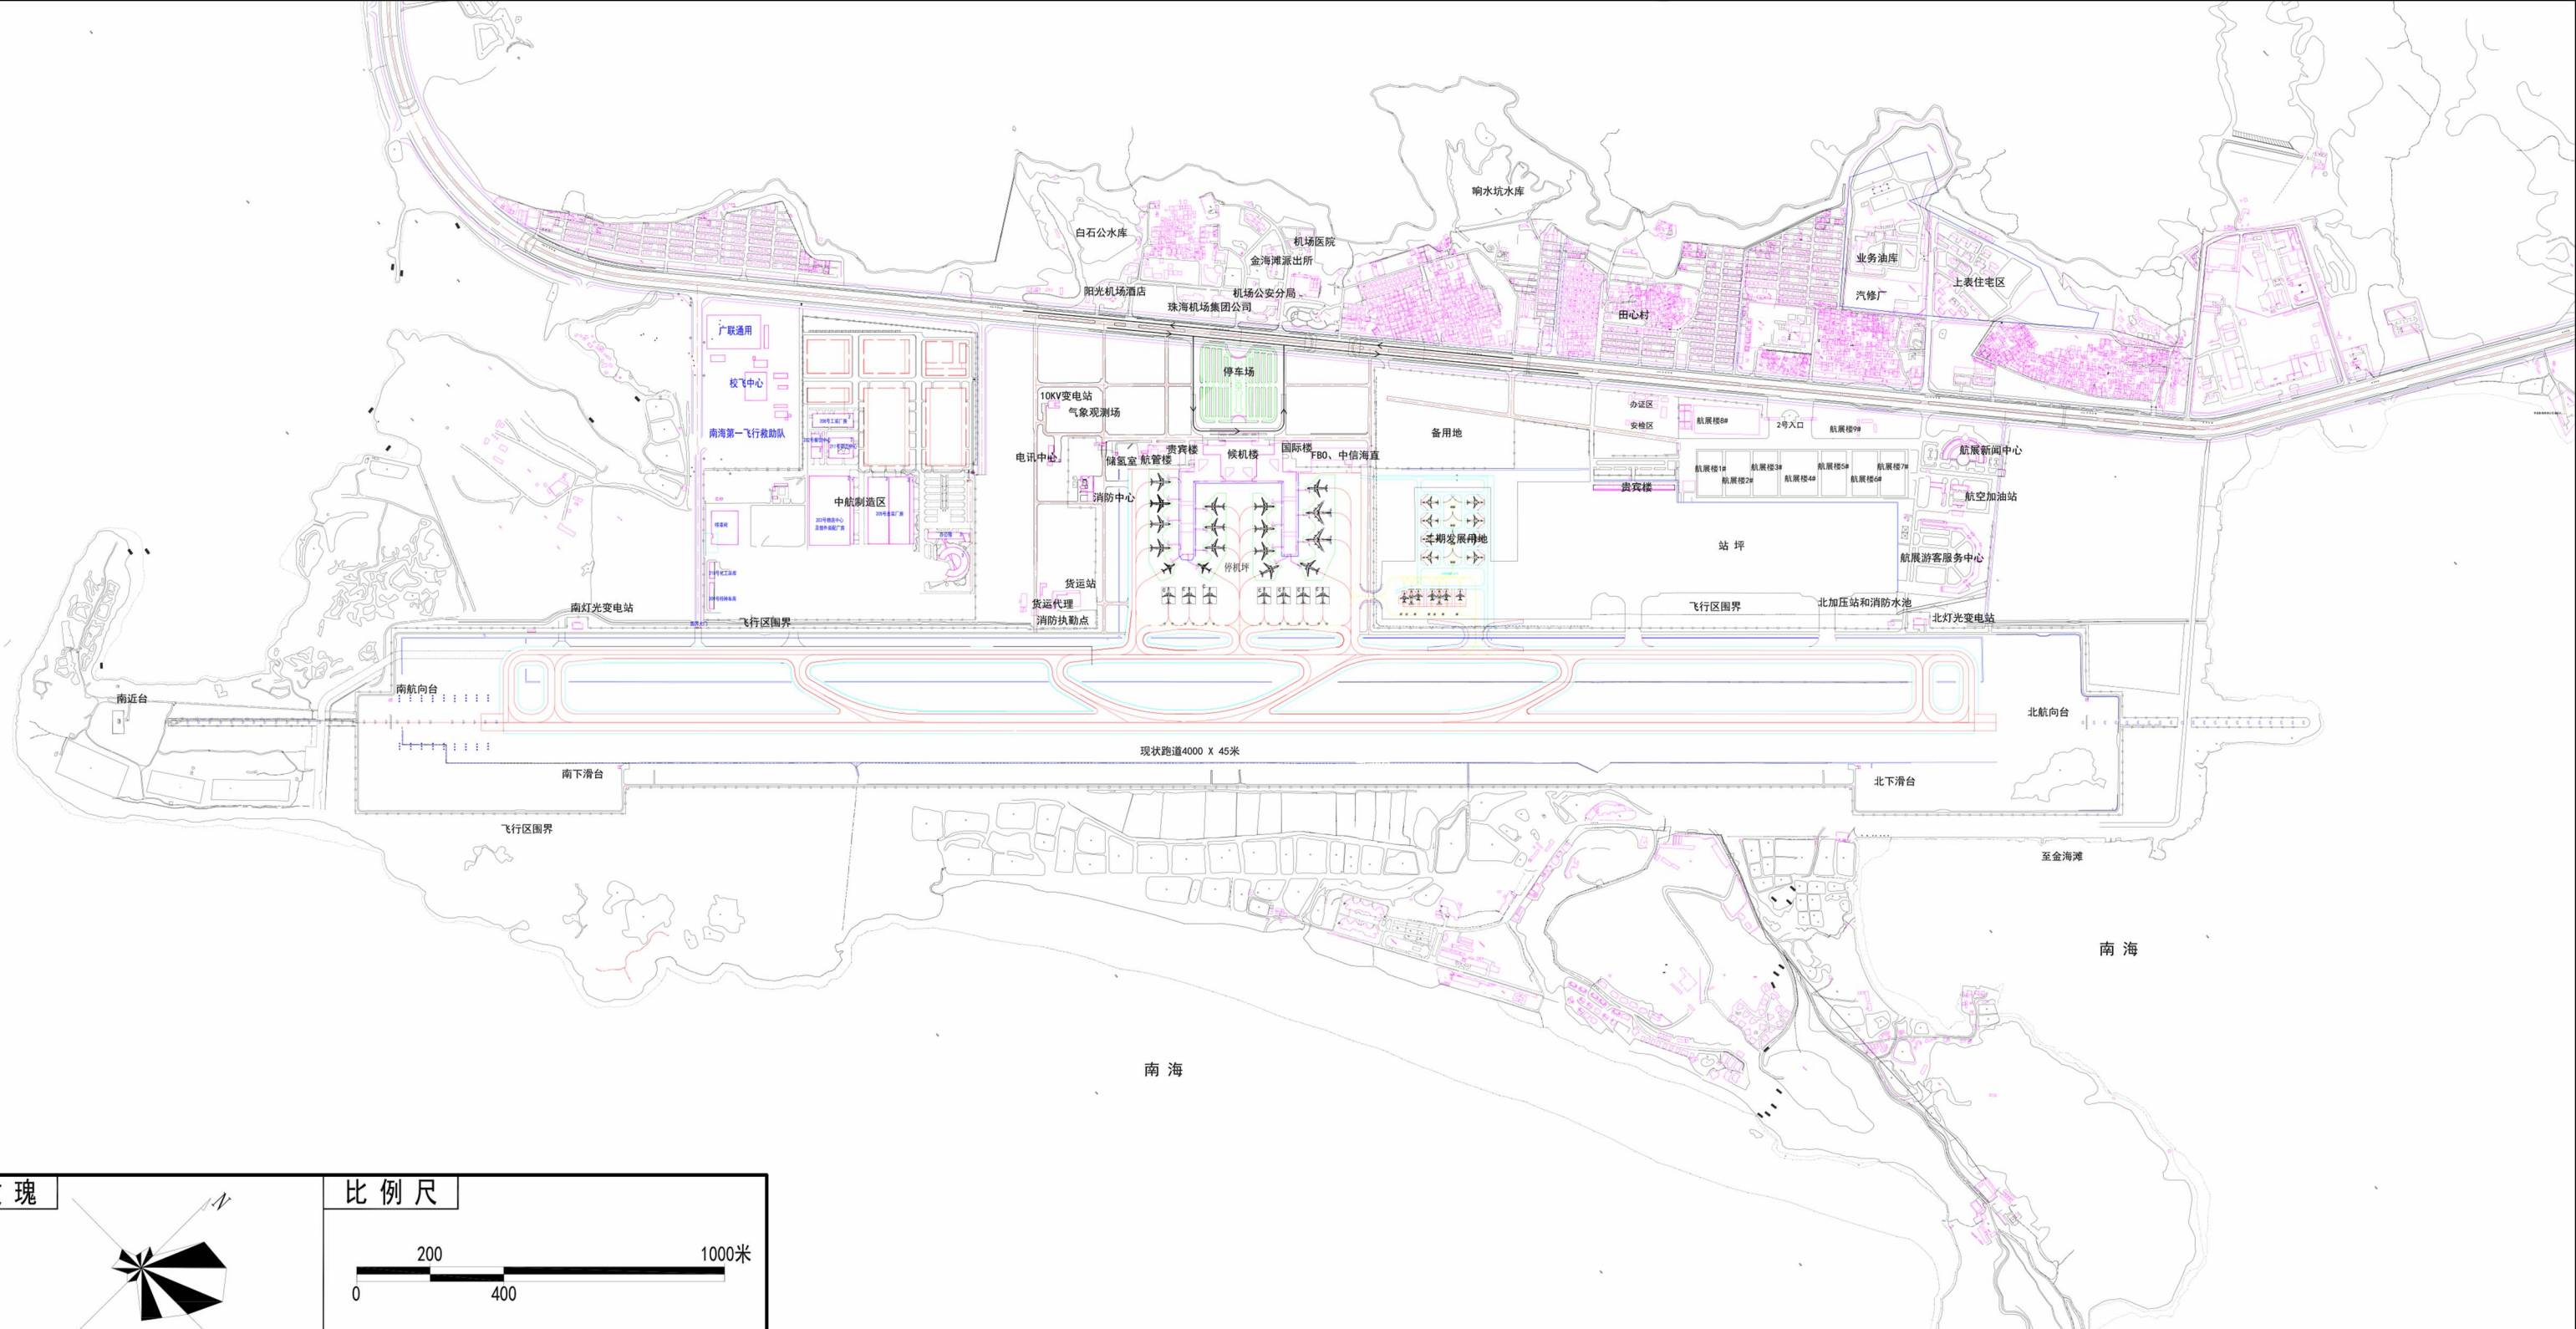 响水坑水库
白石公水库
机场医院
金海滩派出所
业务油库
上表住宅区
阳光机场酒店
机场公安分局
汽修厂
珠海机场集团公司
田心村
广联通用
停车场
校飞中心
10KV变电站
气象观测场
办证区
航展楼8#
2号入口
航展楼9#
安检区
南海第一飞行救助队
备用地
贵宾楼
国际楼
候机楼
FBO、中信海直
航展新闻中心
电讯中心
储氢室
航管楼
航展楼1#
航展楼2#
航展楼3#
航展楼4#
航展楼5#
航展楼6#
航展楼7#
贵宾楼
消防中心
中航制造区
航空加油站
二期发展用地
站 坪
航展游客服务中心
停机坪
货运站
货运代理
南灯光变电站
飞行区围界
消防执勤点
飞行区围界
北加压站和消防水池
北灯光变电站
南航向台
南近台
北航向台
现状跑道4000 X 45米
南下滑台
北下滑台
飞行区围界
至金海滩
南 海
南 海
瑰
N
比 例 尺
200
1000米
0
400